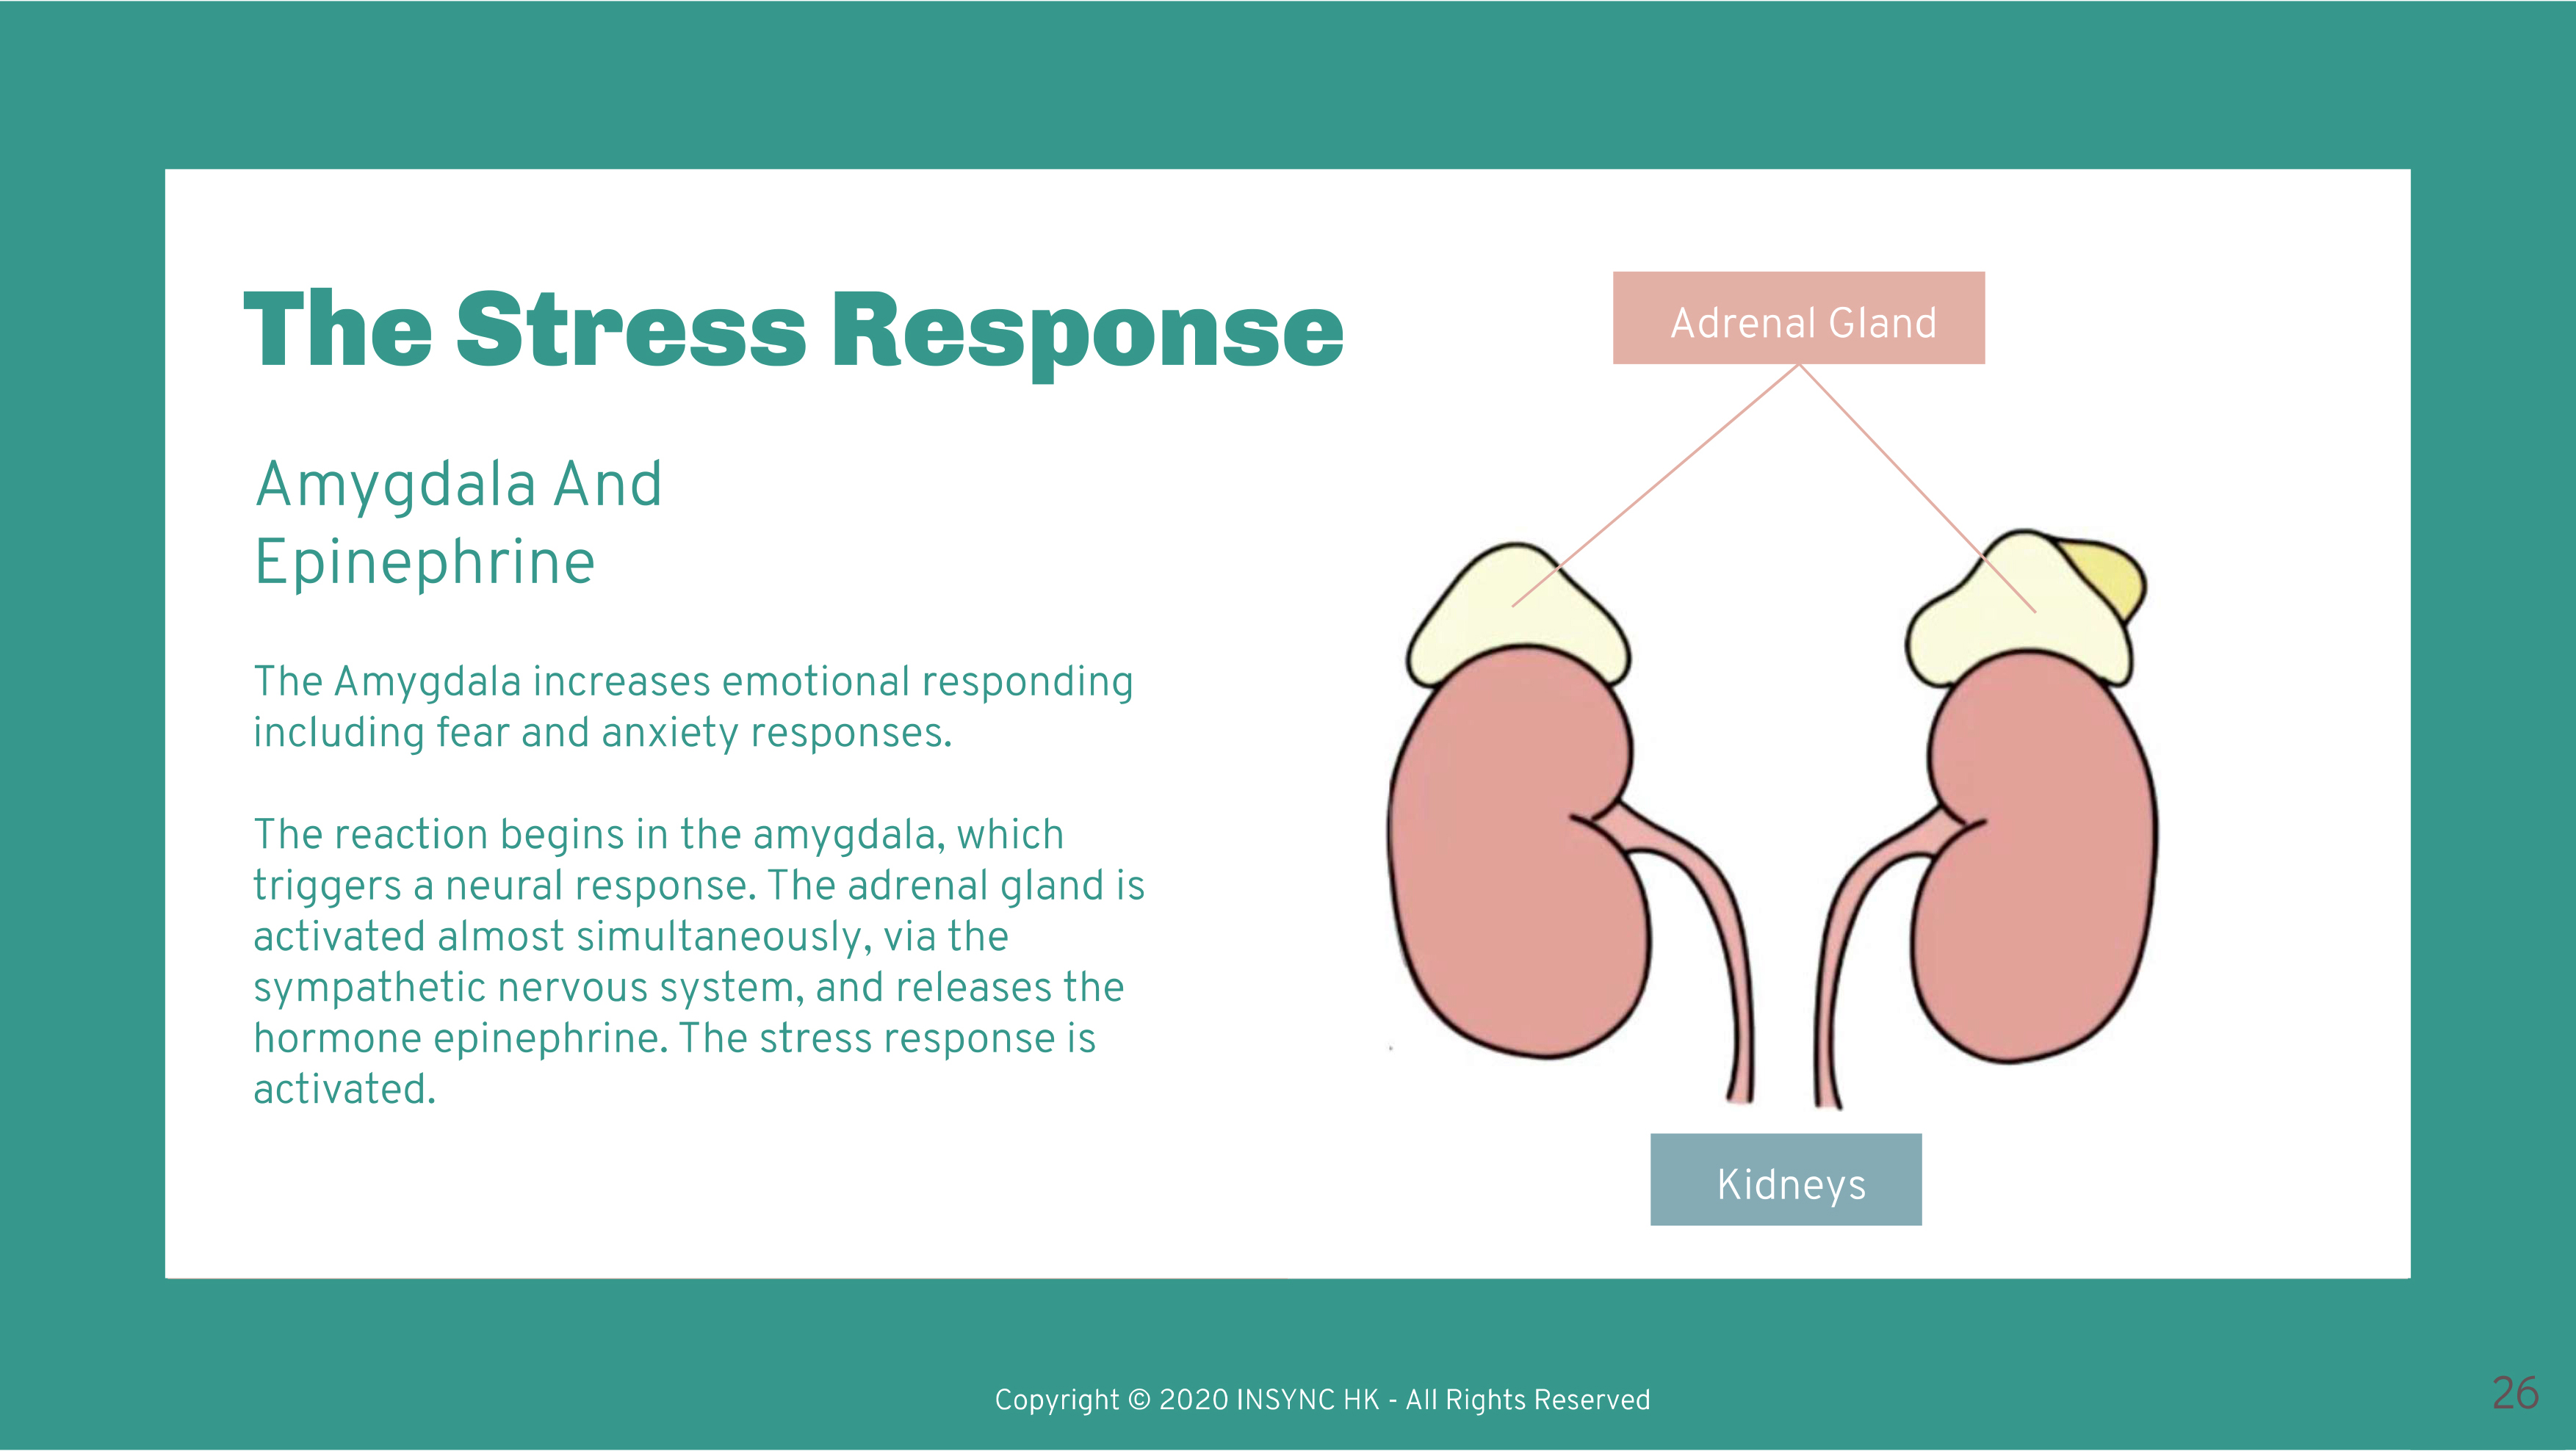 The Stress Response
Amygdala And
Epinephrine
The Amygdala increases emotional responding
including fear and anxiety responses.
The reaction begins in the amygdala, which
triggers a neural response. The adrenal gland is
activated almost simultaneously, via the
sympathetic nervous system, and releases the
hormone epinephrine. The stress response is
activated.
Adrenal Gland
Kidneys
Copyright © 2020 INSYNC HK - All Rights Reserved
26